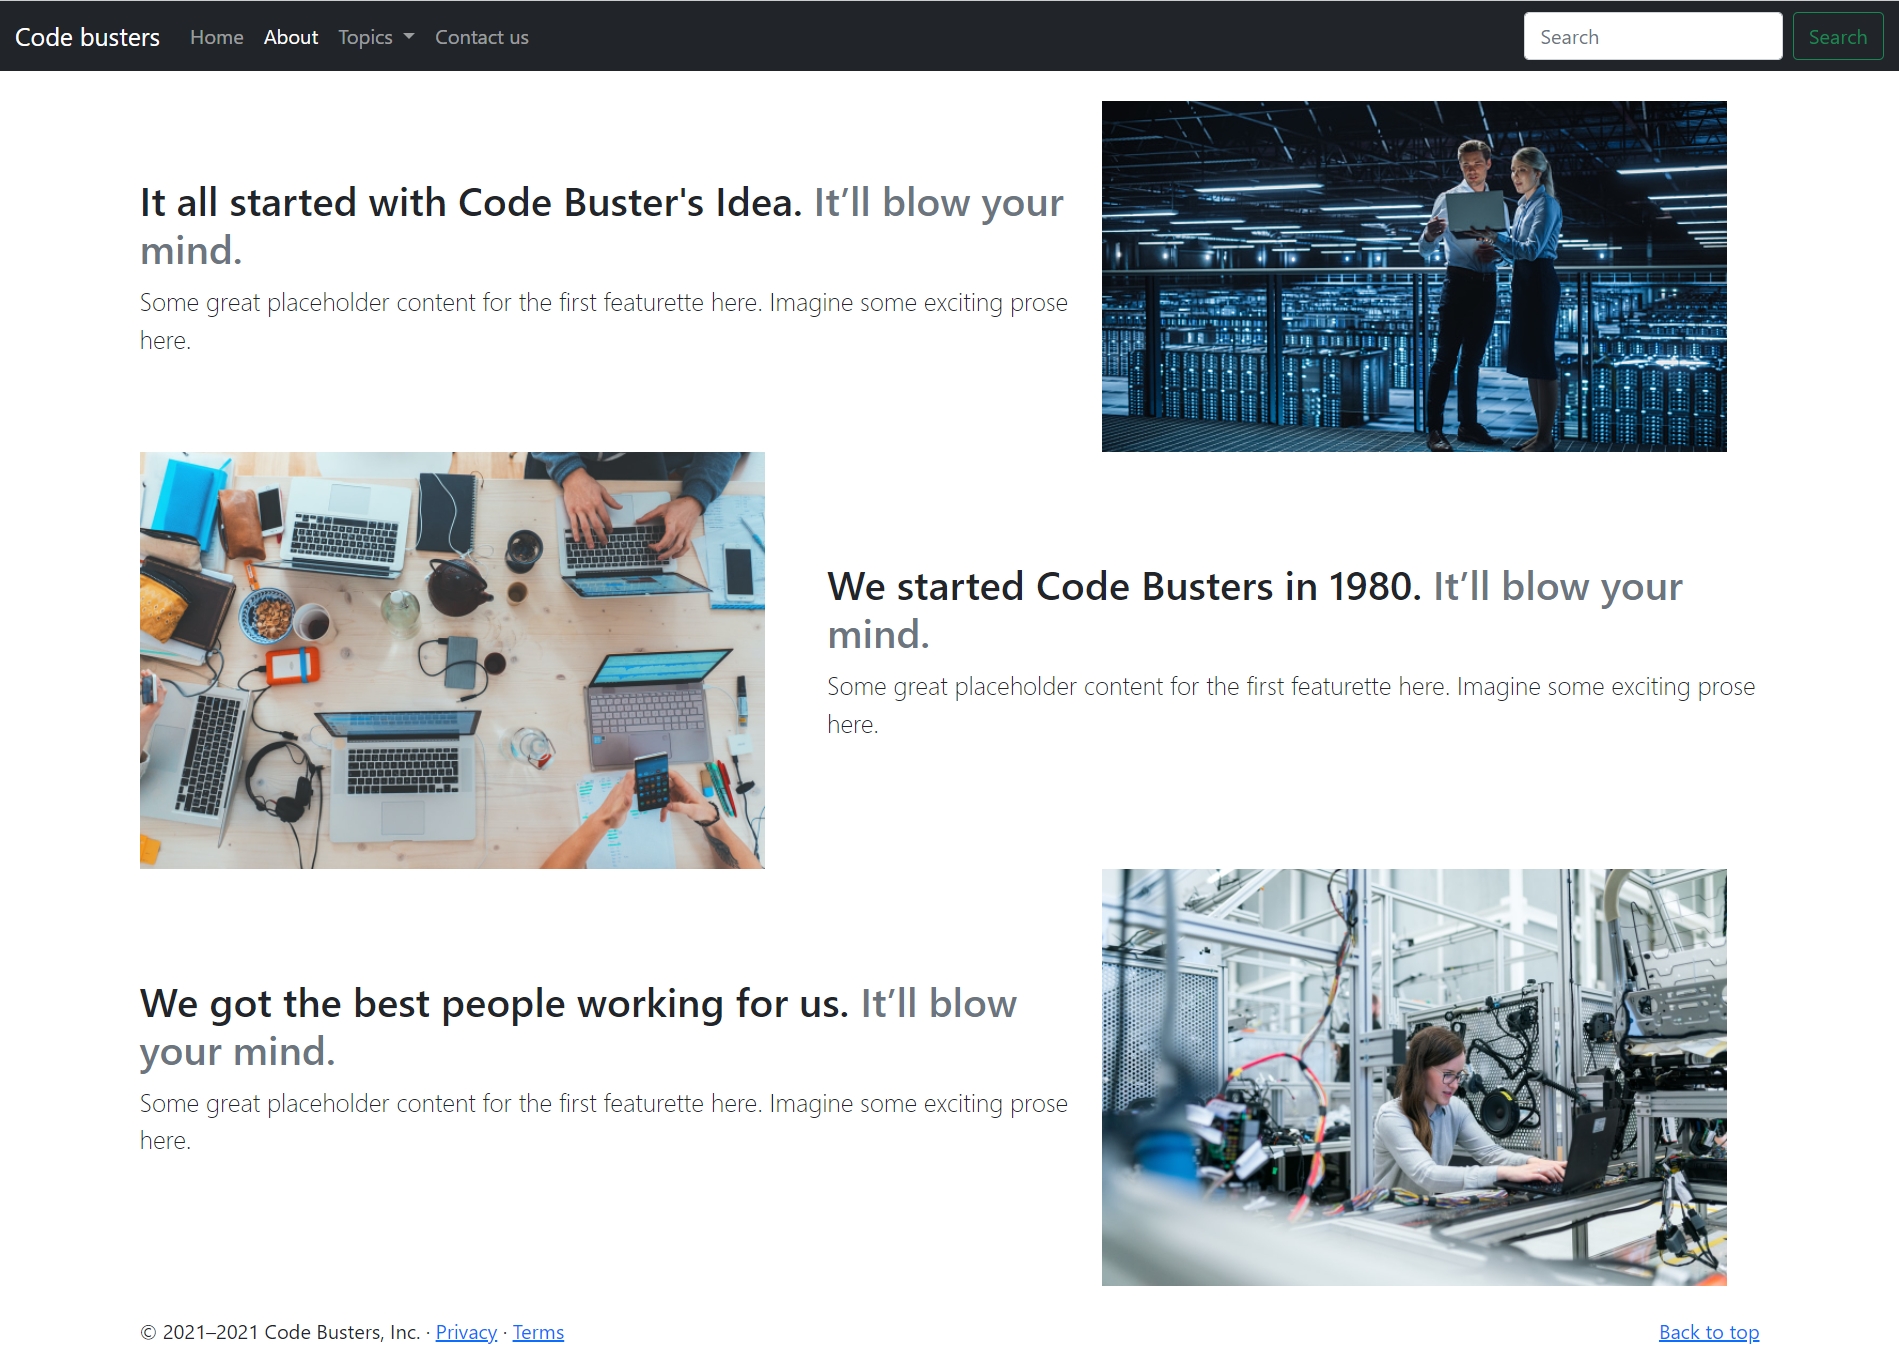 Code busters Home About Topics Contact us Search Search
It all started with Code Buster's Idea. It’ll blow your
mind.
Some great placeholder content for the first featurette here. Imagine some exciting prose
here.
We started Code Busters in 1980. It’ll blow your
mind.
Some great placeholder content for the first featurette here. Imagine some exciting prose
here.
We got the best people working for us. It’ll blow
your mind.
Some great placeholder content for the first featurette here. Imagine some exciting prose
here.
© 2021–2021 Code Busters, Inc. · Privacy · Terms Back to top